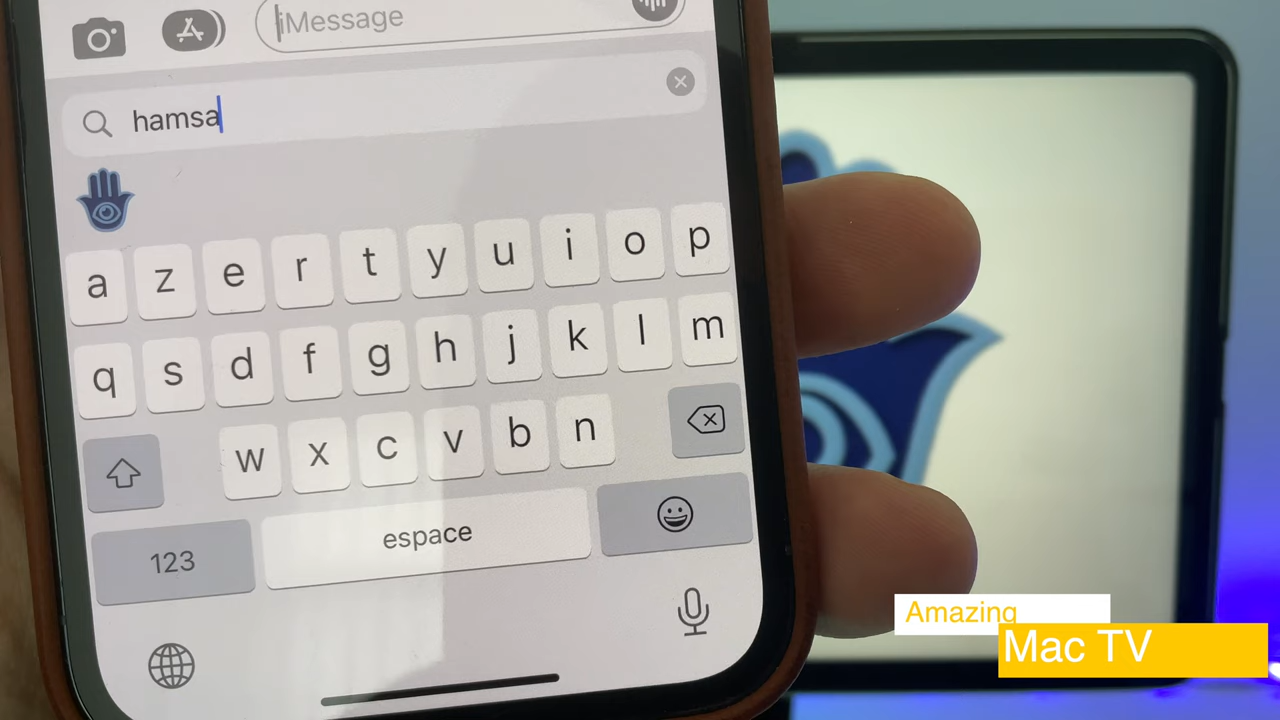 iMessage
hamsa
a z e r t y u i o p
q s d f g h j k l m
w x c v b n
123 espace
Amazing
Mac TV